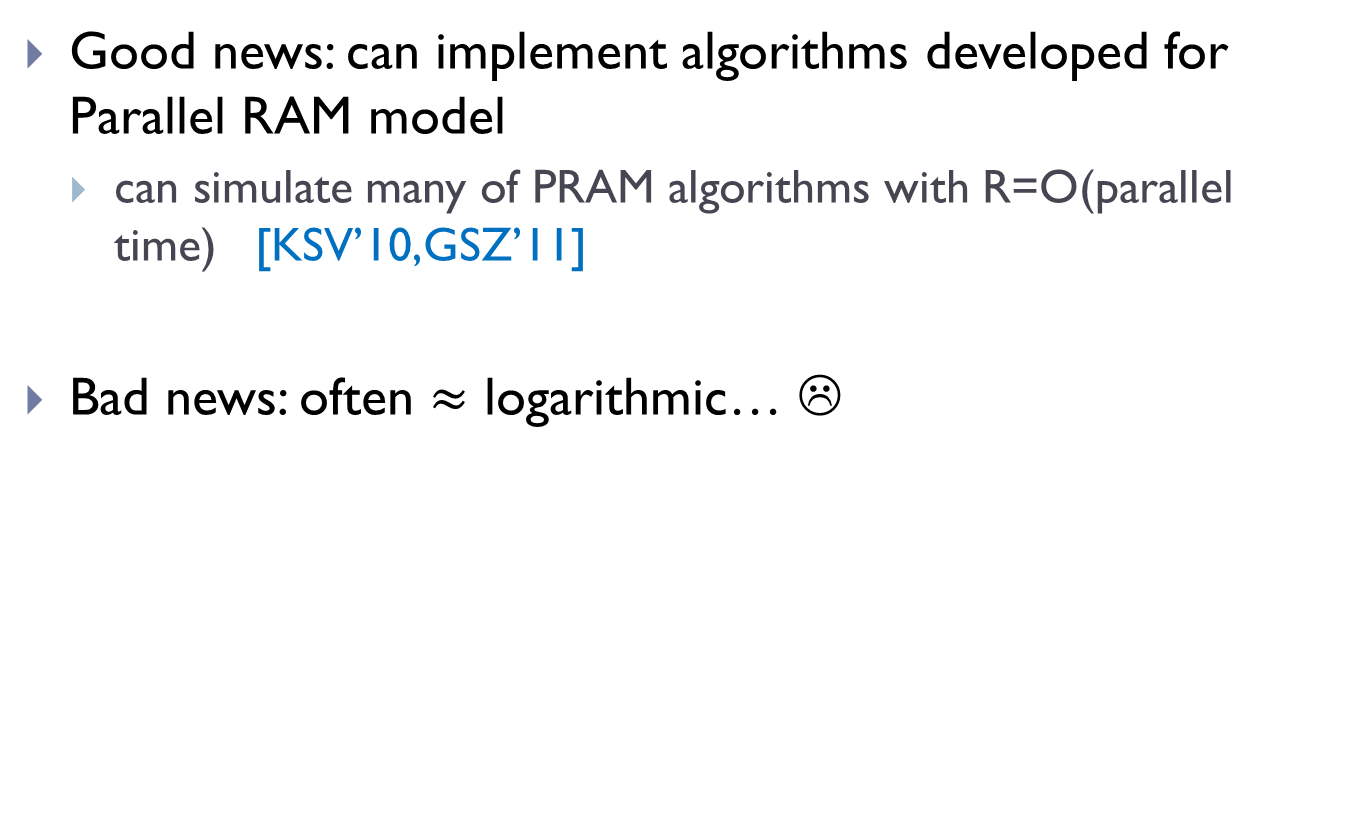 Good news: can implement algorithms developed for
Parallel RAM model
can simulate many of PRAM algorithms with R=O(parallel
time) [KSV’10,GSZ’11]
Bad news: often ≈ logarithmic… ☹